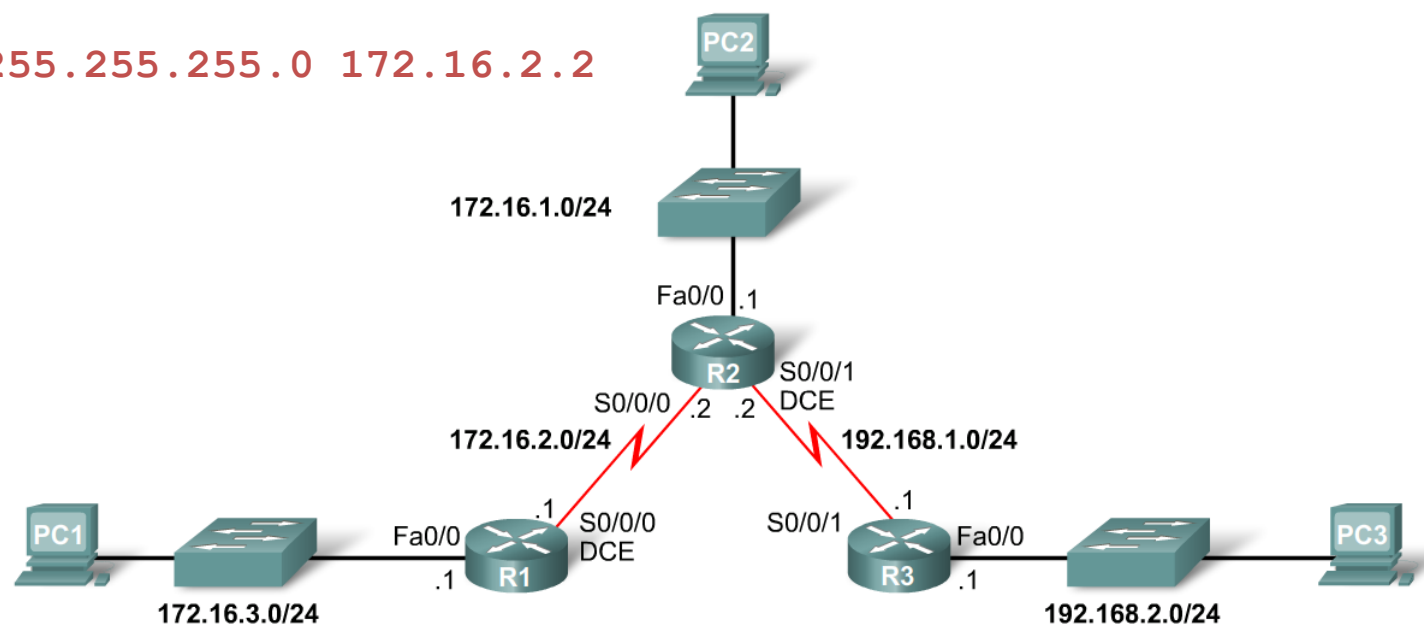 255.255.255.0 172.16.2.2
PC2
172.16.1.0/24
Fa0/0 .1
R2
S0/0/1
DCE
S0/0/0 .2 .2
172.16.2.0/24
192.168.1.0/24
PC1
Fa0/0
.1
.1
S0/0/0
DCE
R1
172.16.3.0/24
S0/0/1
.1
Fa0/0
.1
R3
PC3
192.168.2.0/24